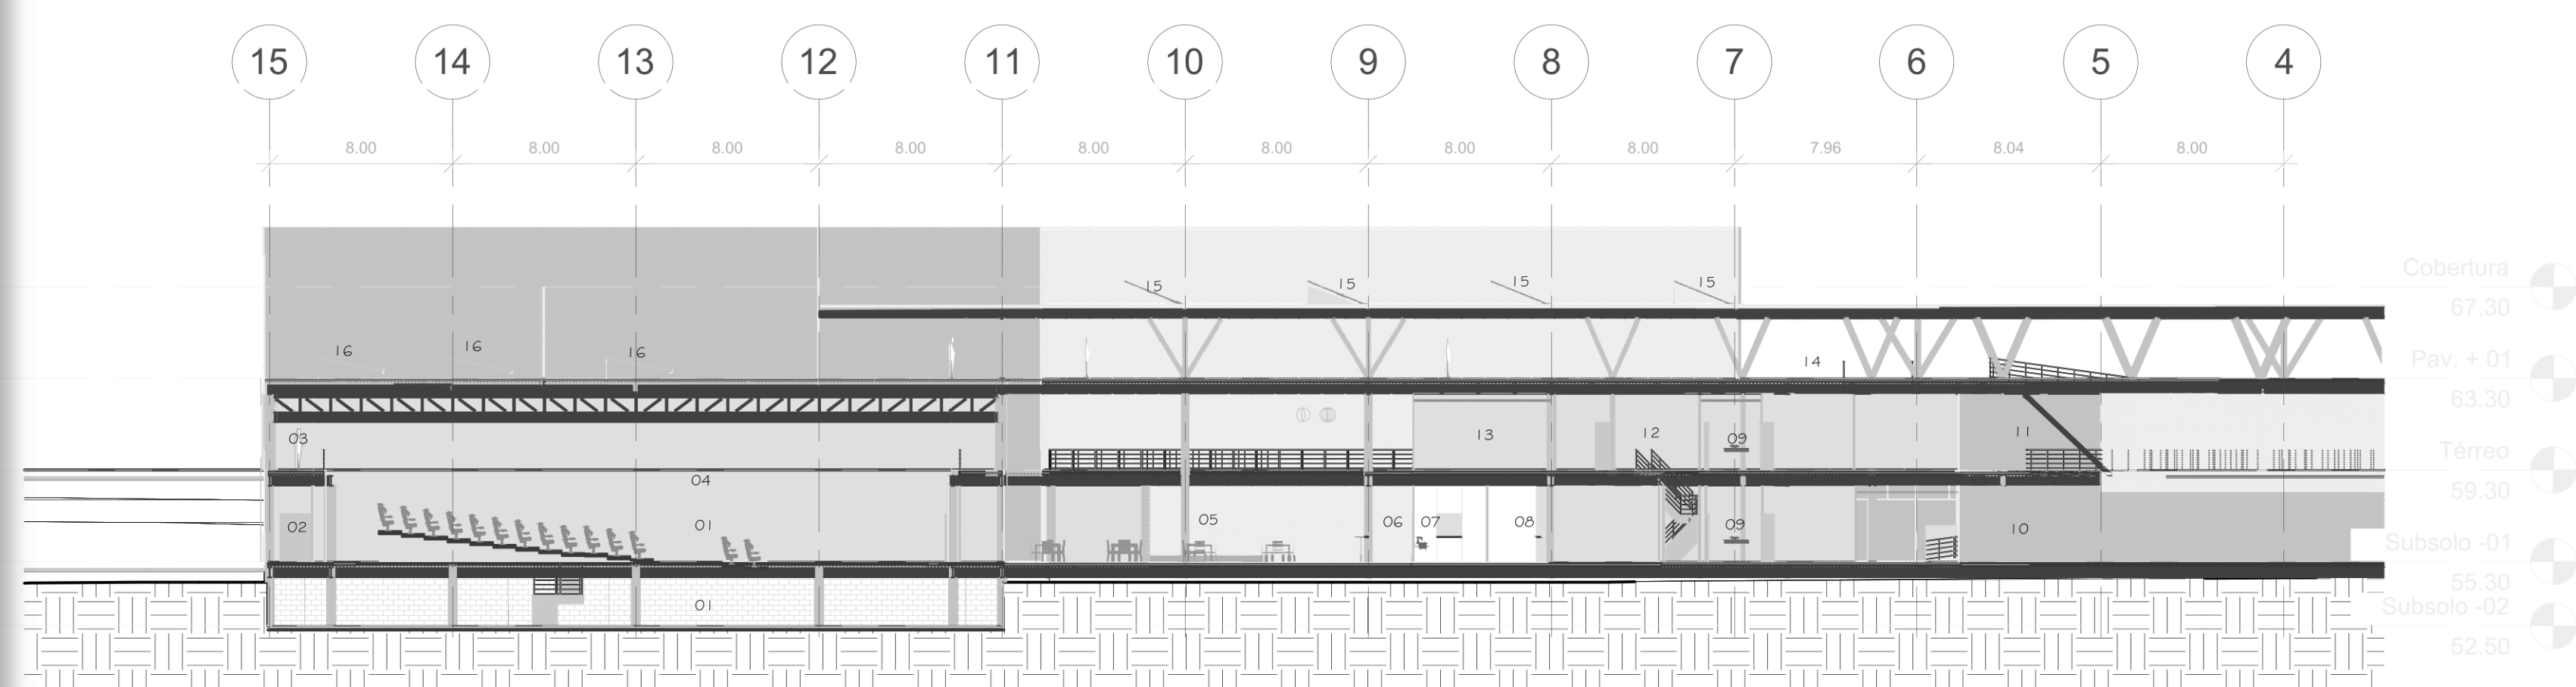 15 14 13 12 11 10 9 8 7 6 5 4
8.00 8.00 8.00 8.00 8.00 8.00 8.00 8.00 7.96 8.04 8.00
Cobertura
67.30
15 15 15 15
16 16 16
14
Pav. + 01
63.30
03
13 12 09 11
Térreo
59.30
04
02 01 05 06 07 08 09 10
Subsolo -01
55.30
01
Subsolo -02
52.50